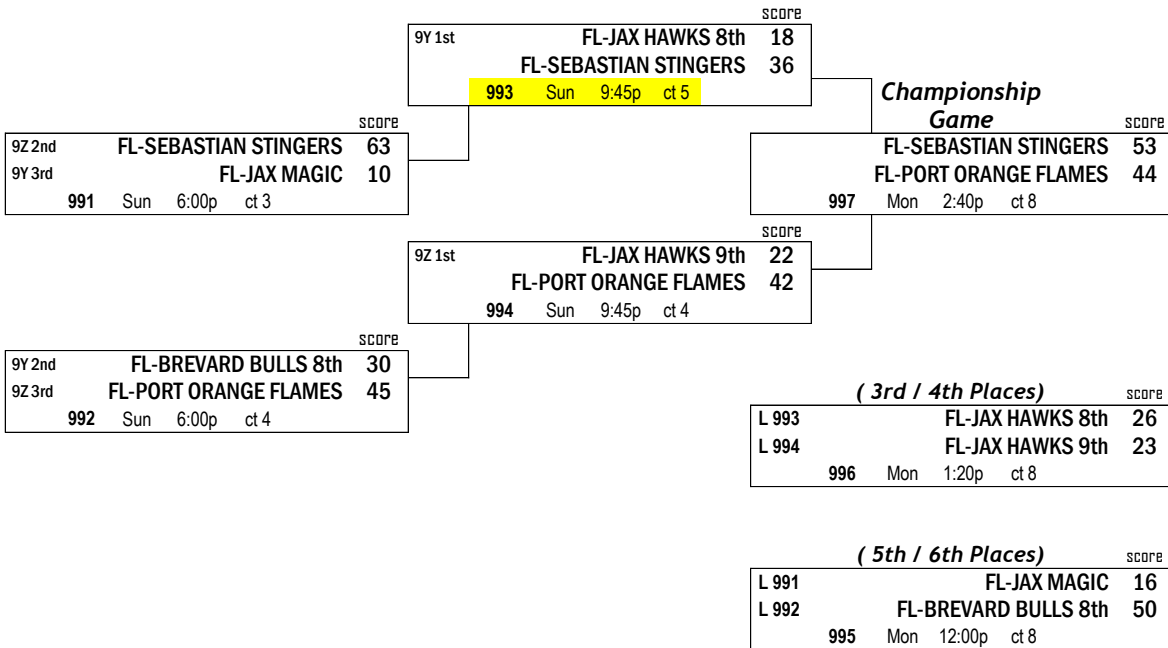 score
9Y 1st FL-JAX HAWKS 8th 18
FL-SEBASTIAN STINGERS 36
993 Sun 9:45p ct 5
Championship
Game
score
9Z 2nd FL-SEBASTIAN STINGERS 63
9Y 3rd FL-JAX MAGIC 10
991 Sun 6:00p ct 3
score
FL-SEBASTIAN STINGERS 53
FL-PORT ORANGE FLAMES 44
997 Mon 2:40p ct 8
score
9Z 1st FL-JAX HAWKS 9th 22
FL-PORT ORANGE FLAMES 42
994 Sun 9:45p ct 4
score
9Y 2nd FL-BREVARD BULLS 8th 30
9Z 3rd FL-PORT ORANGE FLAMES 45
992 Sun 6:00p ct 4
( 3rd / 4th Places) score
L 993 FL-JAX HAWKS 8th 26
L 994 FL-JAX HAWKS 9th 23
996 Mon 1:20p ct 8
( 5th / 6th Places) score
L 991 FL-JAX MAGIC 16
L 992 FL-BREVARD BULLS 8th 50
995 Mon 12:00p ct 8